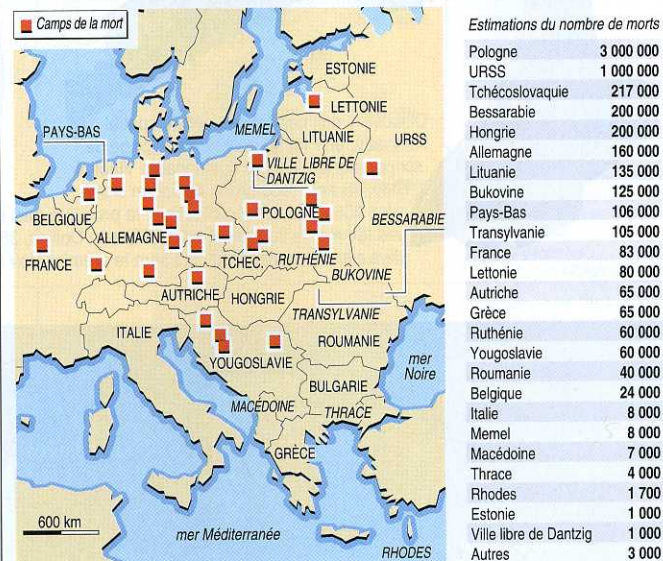 Camps de la mort
ESTONIE
LETTONIE
MEMEL
LITUANIE
URSS
PAYS-BAS
VILLE LIBRE DE
DANTZIG
BELGIQUE
POLOGNE
BESSARABIE
ALLEMAGNE
FRANCE
TCHEC.
RUTHÉNIE
BUKOVINE
AUTRICHE
HONGRIE
TRANSYLVANIE
ITALIE
ROUMANIE
YOUGOSLAVIE
mer
Noire
BULGARIE
MACÉDOINE
THRACE
GRÈCE
600 km
mer Méditerranée
RHODES
Estimations du nombre de morts
Pologne 3 000 000
URSS 1 000 000
Tchécoslovaquie 217 000
Bessarabie 200 000
Hongrie 200 000
Allemagne 160 000
Lituanie 135 000
Bukovine 125 000
Pays-Bas 106 000
Transylvanie 105 000
France 83 000
Lettonie 80 000
Autriche 65 000
Grèce 65 000
Ruthénie 60 000
Yougoslavie 60 000
Roumanie 40 000
Belgique 24 000
Italie 8 000
Memel 8 000
Macédoine 7 000
Thrace 4 000
Rhodes 1 700
Estonie 1 000
Ville libre de Dantzig 1 000
Autres 3 000